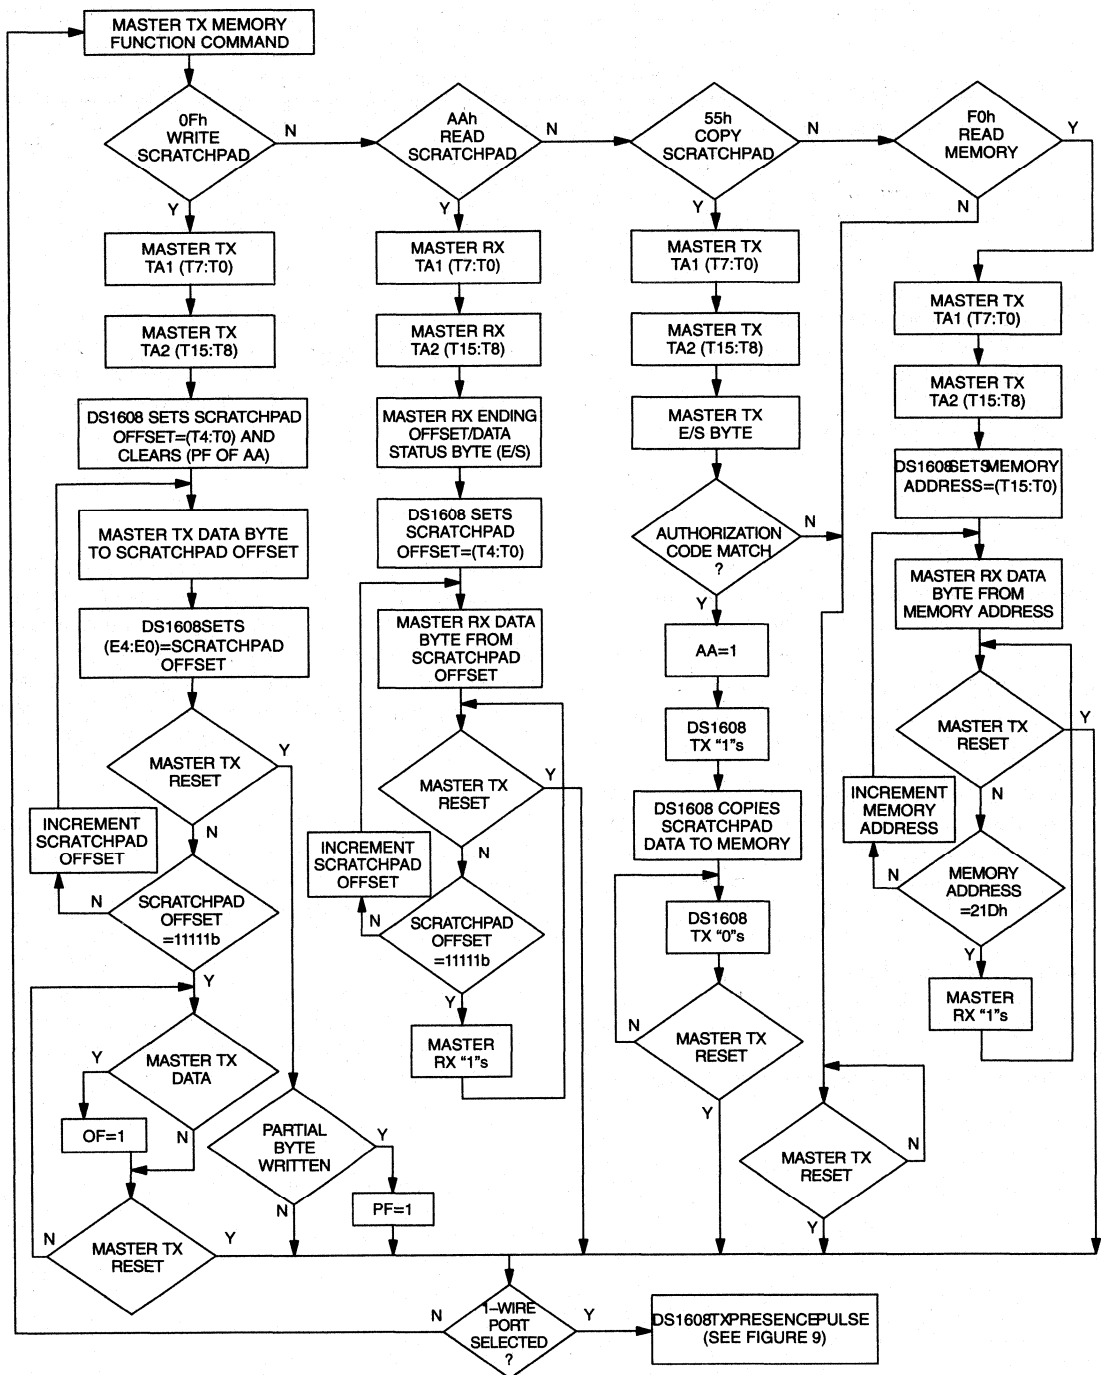 MASTER TX MEMORY
FUNCTION COMMAND
0Fh
WRITE
SCRATCHPAD
N
Y
AAh
READ
SCRATCHPAD
N
Y
55h
COPY
SCRATCHPAD
N
Y
F0h
READ
MEMORY
Y
N
MASTER TX
TA1 (T7:T0)
MASTER TX
TA2 (T15:T8)
DS1608 SETS SCRATCHPAD
OFFSET=(T4:T0) AND
CLEARS (PF OF AA)
MASTER TX DATA BYTE
TO SCRATCHPAD OFFSET
DS1608SETS
(E4:E0)=SCRATCHPAD
OFFSET
MASTER TX
RESET
Y
N
INCREMENT
SCRATCHPAD
OFFSET
N
SCRATCHPAD
OFFSET
=11111b
Y
MASTER TX
DATA
Y
N
OF=1
MASTER TX
RESET
N
Y
PARTIAL
BYTE
WRITTEN
Y
N
PF=1
MASTER RX
TA1 (T7:T0)
MASTER RX
TA2 (T15:T8)
MASTER RX ENDING
OFFSET/DATA
STATUS BYTE (E/S)
DS1608 SETS
SCRATCHPAD
OFFSET=(T4:T0)
MASTER RX DATA
BYTE FROM
SCRATCHPAD
OFFSET
MASTER TX
RESET
Y
N
INCREMENT
SCRATCHPAD
OFFSET
N
SCRATCHPAD
OFFSET
=11111b
Y
MASTER
RX "1"s
MASTER TX
TA1 (T7:T0)
MASTER TX
TA2 (T15:T8)
MASTER TX
E/S BYTE
AUTHORIZATION
CODE MATCH
?
N
Y
AA=1
DS1608
TX "1"s
DS1608 COPIES
SCRATCHPAD
DATA TO MEMORY
DS1608
TX "0"s
MASTER TX
RESET
N
Y
MASTER TX
TA1 (T7:T0)
MASTER TX
TA2 (T15:T8)
DS1608SETSMEMORY
ADDRESS=(T15:T0)
MASTER RX DATA
BYTE FROM
MEMORY ADDRESS
MASTER TX
RESET
Y
N
INCREMENT
MEMORY
ADDRESS
N
MEMORY
ADDRESS
=21Dh
Y
MASTER
RX "1"s
MASTER TX
RESET
N
Y
1–WIRE
PORT
SELECTED
?
N
Y
DS1608TXPRESENCEPULSE
(SEE FIGURE 9)